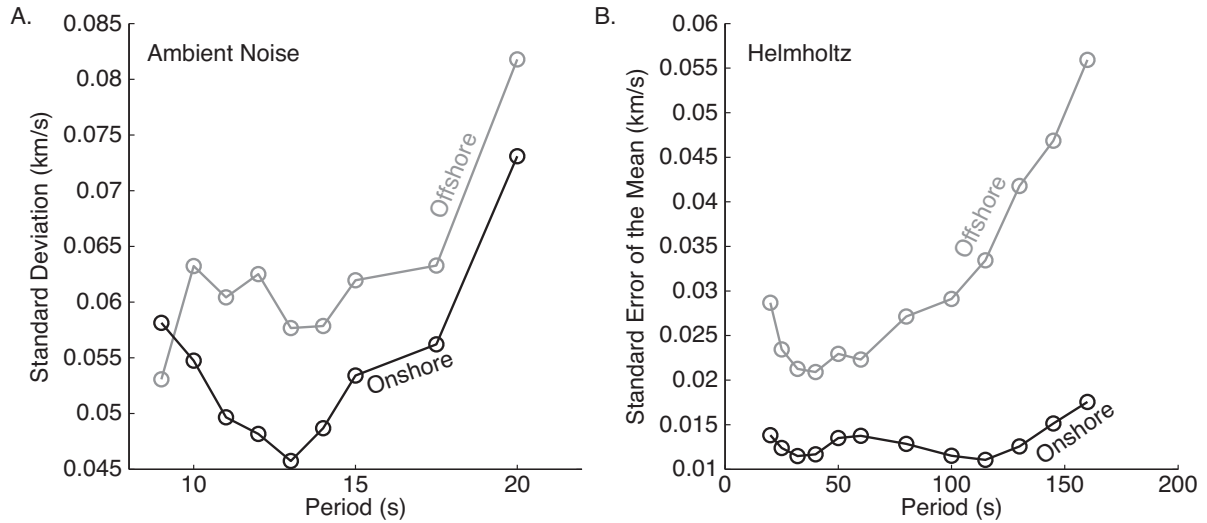 A.
Ambient Noise
Standard Deviation (km/s)
0.085
0.08
0.075
0.07
0.065
0.06
0.055
0.05
0.045
Offshore
Onshore
10
15
20
Period (s)
B.
Helmholtz
Standard Error of the Mean (km/s)
0.06
0.055
0.05
0.045
0.04
0.035
0.03
0.025
0.02
0.015
0.01
Offshore
Onshore
0
50
100
150
200
Period (s)